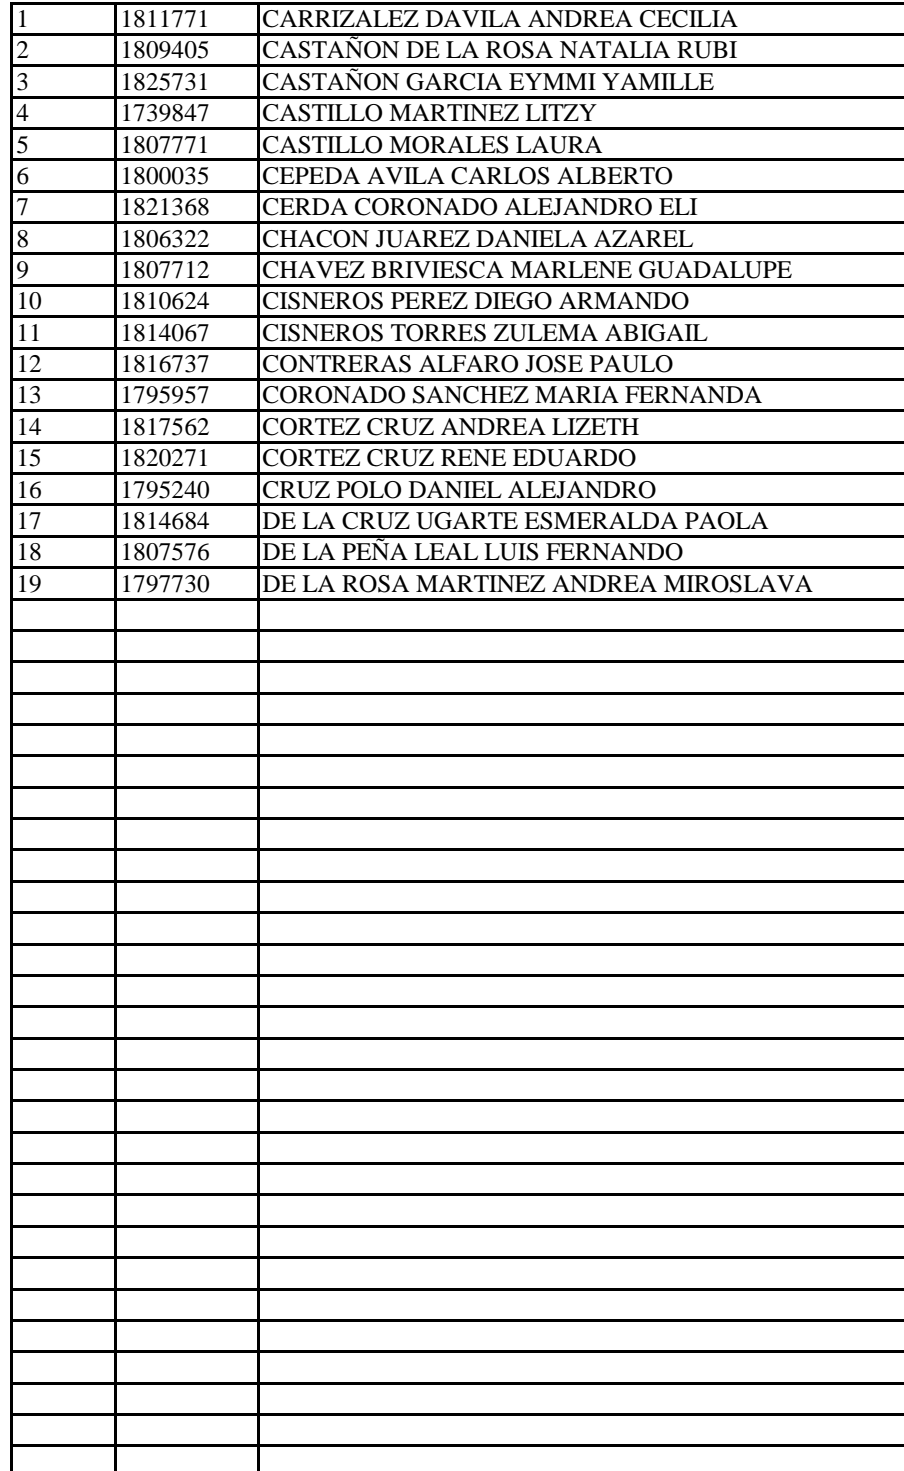 1 1811771 CARRIZALEZ DAVILA ANDREA CECILIA
2 1809405 CASTAÑON DE LA ROSA NATALIA RUBI
3 1825731 CASTAÑON GARCIA EYMMI YAMILLE
4 1739847 CASTILLO MARTINEZ LITZY
5 1807771 CASTILLO MORALES LAURA
6 1800035 CEPEDA AVILA CARLOS ALBERTO
7 1821368 CERDA CORONADO ALEJANDRO ELI
8 1806322 CHACON JUAREZ DANIELA AZAREL
9 1807712 CHAVEZ BRIVIESCA MARLENE GUADALUPE
10 1810624 CISNEROS PEREZ DIEGO ARMANDO
11 1814067 CISNEROS TORRES ZULEMA ABIGAIL
12 1816737 CONTRERAS ALFARO JOSE PAULO
13 1795957 CORONADO SANCHEZ MARIA FERNANDA
14 1817562 CORTEZ CRUZ ANDREA LIZETH
15 1820271 CORTEZ CRUZ RENE EDUARDO
16 1795240 CRUZ POLO DANIEL ALEJANDRO
17 1814684 DE LA CRUZ UGARTE ESMERALDA PAOLA
18 1807576 DE LA PEÑA LEAL LUIS FERNANDO
19 1797730 DE LA ROSA MARTINEZ ANDREA MIROSLAVA